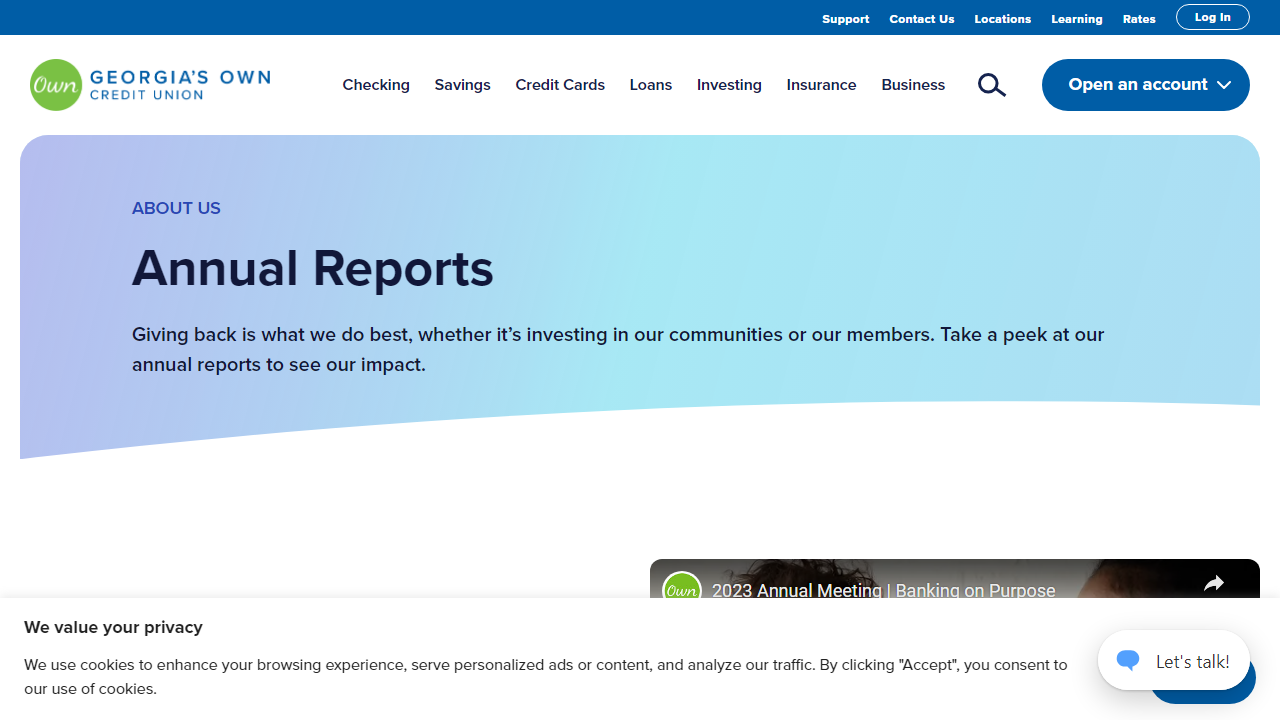 Support Contact Us Locations Learning Rates Log In
Own GEORGIA'S OWN
CREDIT UNION
Checking Savings Credit Cards Loans Investing Insurance Business Open an account
ABOUT US
Annual Reports
Giving back is what we do best, whether it’s investing in our communities or our members. Take a peek at our
annual reports to see our impact.
Own 2023 Annual Meeting | Banking on Purpose
We value your privacy
We use cookies to enhance your browsing experience, serve personalized ads or content, and analyze our traffic. By clicking "Accept", you consent to
our use of cookies.
Let's talk!